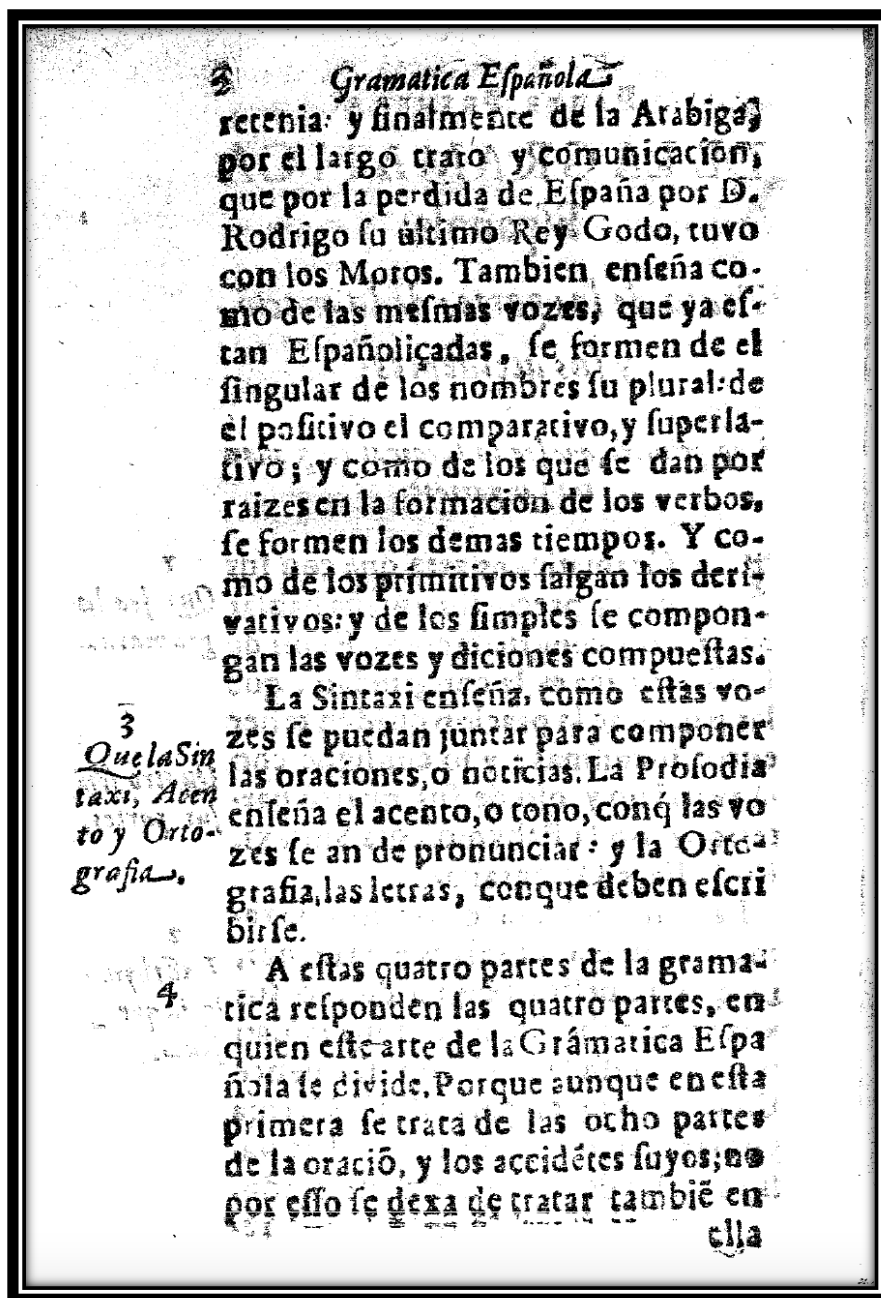 2 Gramatica Eſpañola
retenia: y finalmente de la Arabiga,
por el largo trato y comunicacion,
que por la perdida de Eſpaña por D.
Rodrigo ſu último Rey Godo, tuvo
con los Moros. Tambien enſeña co-
mo de las meſmas vozes, que ya eſ-
tan Eſpañoliçadas, ſe formen de el
ſingular de los nombres ſu plural: de
el poſitivo el comparativo, y ſuperla-
tivo; y como de los que ſe dan por
raizes en la formacion de los verbos,
ſe formen los demas tiempos. Y co-
mo de los primitivos ſalgan los deri-
vativos: y de los ſimples ſe compon-
gan las vozes y diciones compueſtas.
La Sintaxi enſeña, como eſtas vo-
zes ſe puedan juntar para componer
las oraciones, o noticias. La Proſodia
enſeña el acento, o tono, conq́ las vo
zes ſe an de pronunciar: y la Orto-
grafia, las letras, conque deben eſcri
birſe.
3
Que la Sin
taxi, Acen
to y Orto-
grafia.
4
A eſtas quatro partes de la grama-
tica reſponden las quatro partes, en
quien eſte arte de la Grámatica Eſpa
ñola ſe divide. Porque aunque en eſta
primera ſe trata de las ocho partes
de la oraciõ, y los accidétes ſuyos; no
por eſſo ſe dexa de tratar tambiẽ en
ella